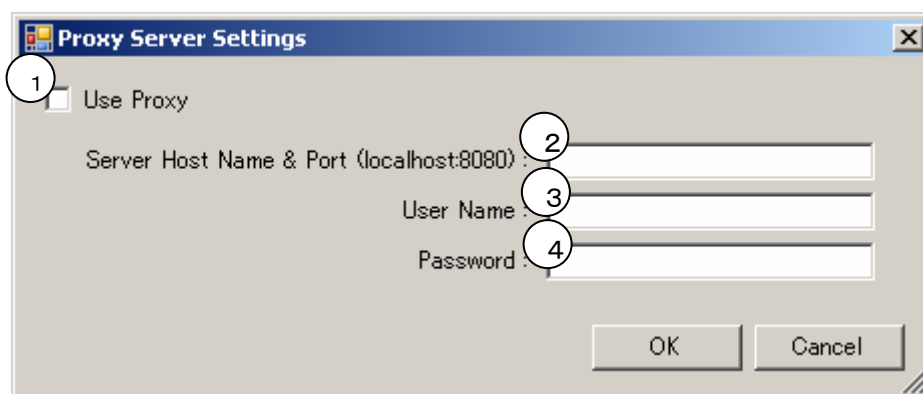 Proxy Server Settings
1
Use Proxy
Server Host Name & Port (localhost:8080) :
2
User Name :
3
Password :
4
OK
Cancel